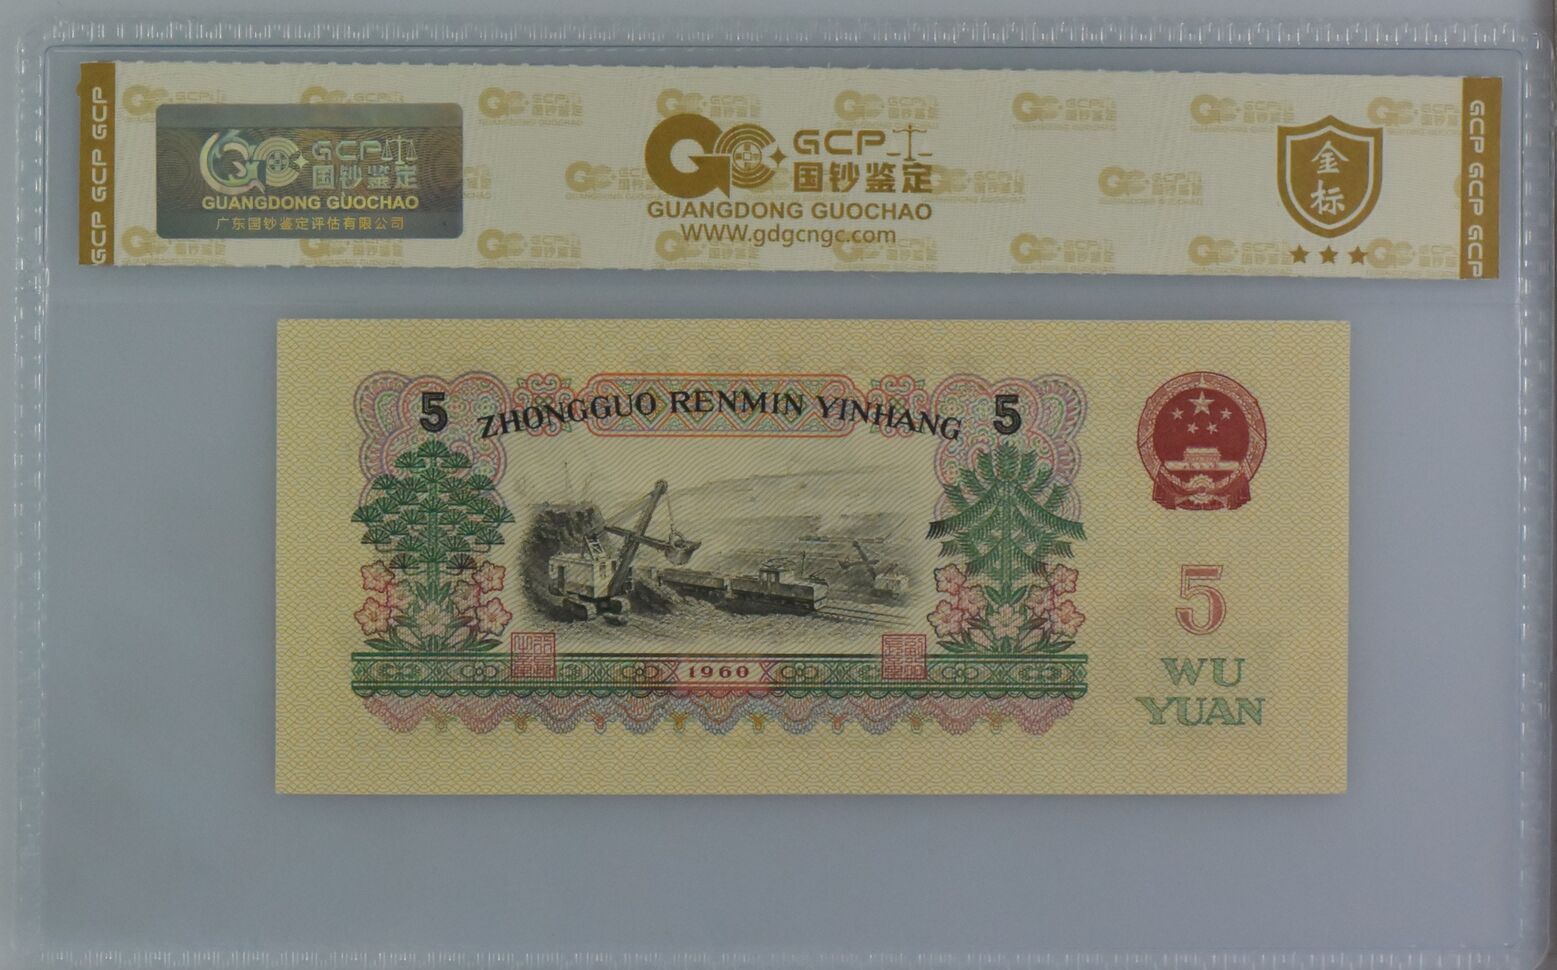 GCP GCP GCP
GCP
国钞鉴定
GUANGDONG GUOCHAO
广东国钞鉴定评估有限公司
GCP
国钞鉴定
GUANGDONG GUOCHAO
WWW.gdgcngc.com
金标
GCP GCP GCP
5 ZHONGGUO RENMIN YINHANG 5
5
1960
WU
YUAN